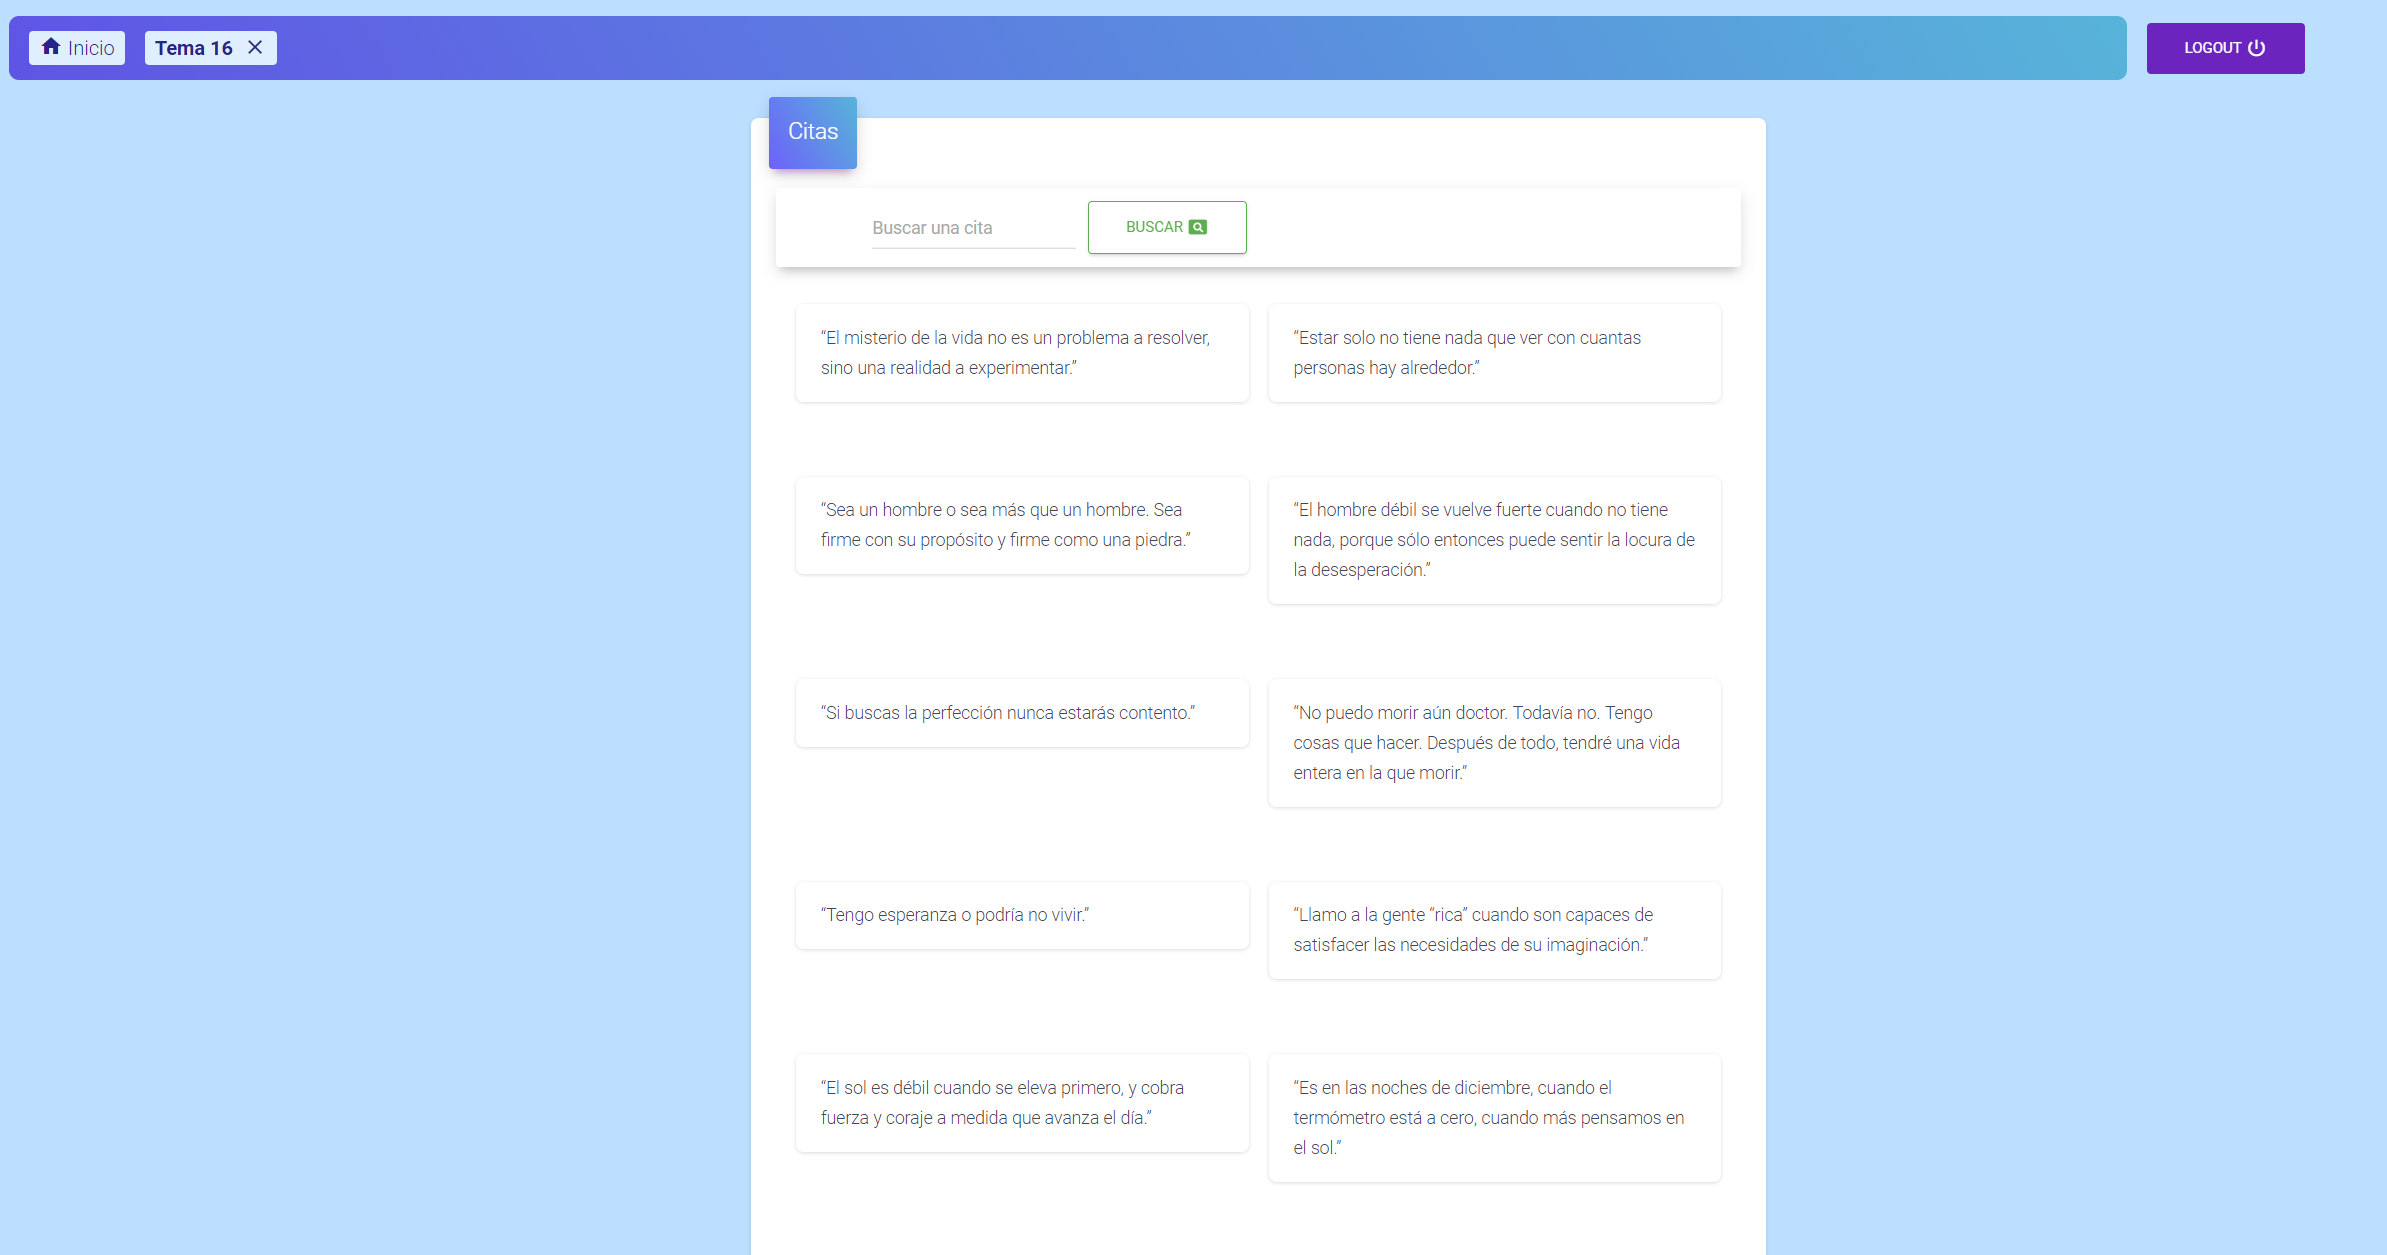 Inicio
Tema 16
LOGOUT
Citas
Buscar una cita
BUSCAR
“El misterio de la vida no es un problema a resolver,
sino una realidad a experimentar.”
“Estar solo no tiene nada que ver con cuantas
personas hay alrededor.”
“Sea un hombre o sea más que un hombre. Sea
firme con su propósito y firme como una piedra.”
“El hombre débil se vuelve fuerte cuando no tiene
nada, porque sólo entonces puede sentir la locura de
la desesperación.”
“Si buscas la perfección nunca estarás contento.”
“No puedo morir aún doctor. Todavía no. Tengo
cosas que hacer. Después de todo, tendré una vida
entera en la que morir.”
“Tengo esperanza o podría no vivir.”
“Llamo a la gente “rica” cuando son capaces de
satisfacer las necesidades de su imaginación.”
“El sol es débil cuando se eleva primero, y cobra
fuerza y coraje a medida que avanza el día.”
“Es en las noches de diciembre, cuando el
termómetro está a cero, cuando más pensamos en
el sol.”